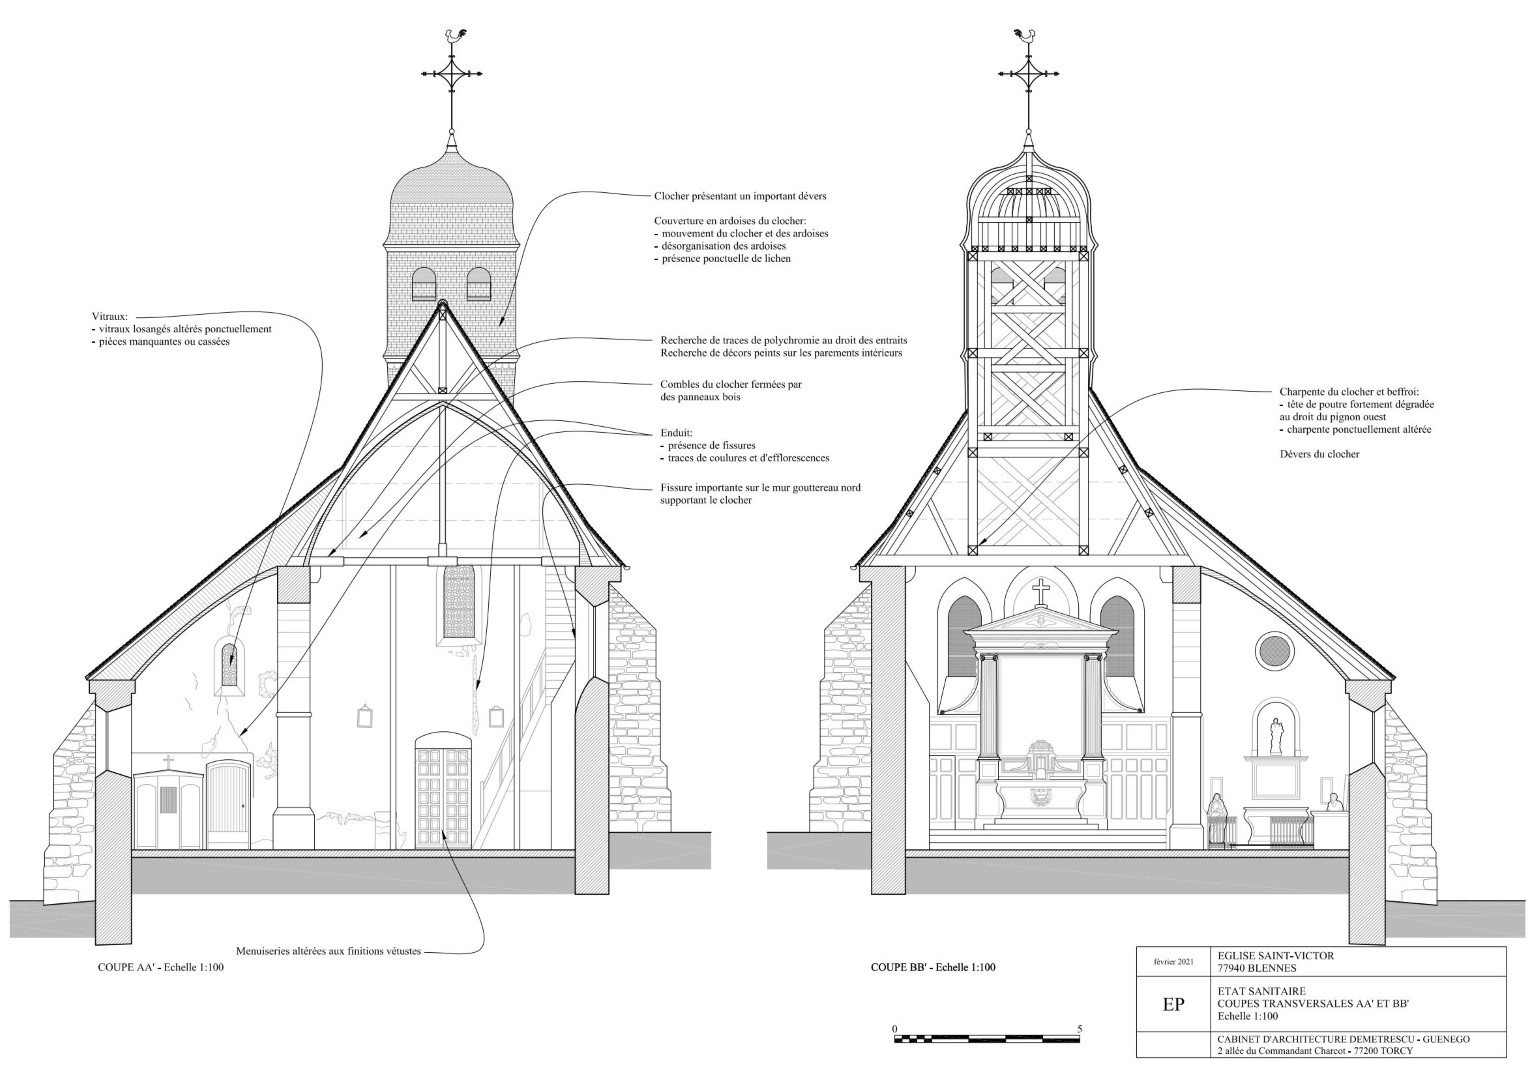 Clocher présentant un important dévers
Couverture en ardoises du clocher:
- mouvement du clocher et des ardoises
- désorganisation des ardoises
- présence ponctuelle de lichen
Vitraux:
- vitraux losangés altérés ponctuellement
- pièces manquantes ou cassées
Recherche de traces de polychromie au droit des entraits
Recherche de décors peints sur les parements intérieurs
Combles du clocher fermées par
des panneaux bois
Enduit:
- présence de fissures
- traces de coulures et d'efflorescences
Fissure importante sur le mur gouttereau nord
supportant le clocher
Charpente du clocher et beffroi:
- tête de poutre fortement dégradée
au droit du pignon ouest
- charpente ponctuellement altérée
Dévers du clocher
Menuiseries altérées aux finitions vétustes
COUPE AA' - Echelle 1:100
COUPE BB' - Echelle 1:100
0 5
février 2021
EGLISE SAINT-VICTOR
77940 BLENNES
EP
ETAT SANITAIRE
COUPES TRANSVERSALES AA' ET BB'
Echelle 1:100
CABINET D'ARCHITECTURE DEMETRESCU - GUENEGO
2 allée du Commandant Charcot - 77200 TORCY